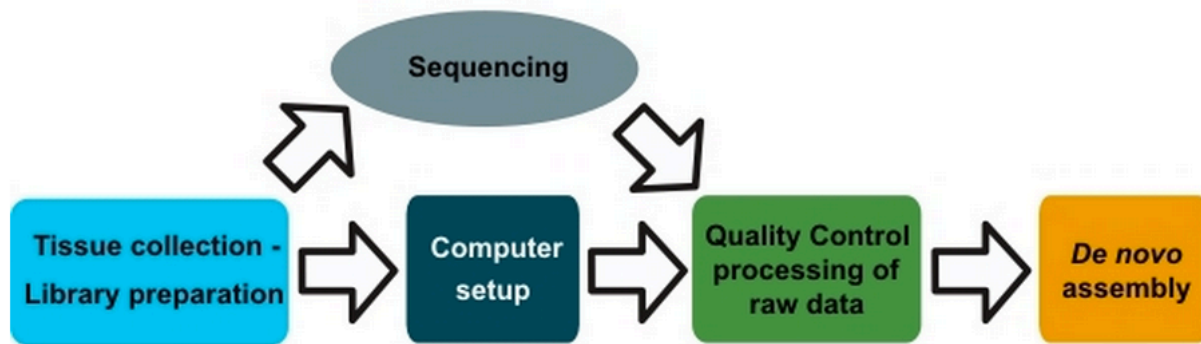 Sequencing
Tissue collection -
Library preparation
Computer
setup
Quality Control
processing of
raw data
De novo
assembly